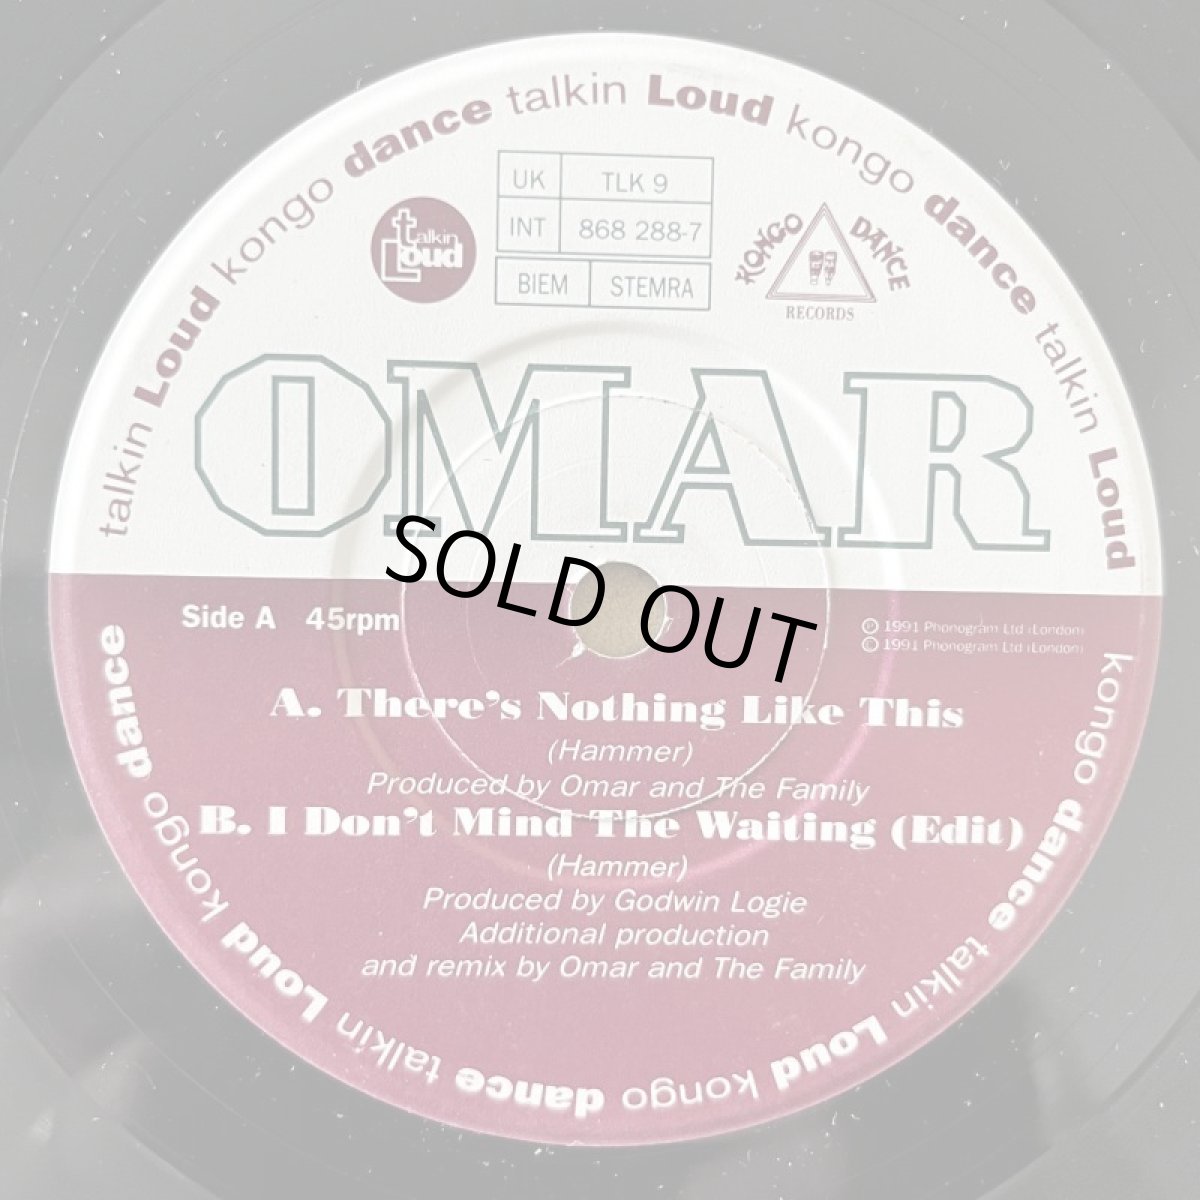 talkin Loud kongo dance talkin Loud kongo dance talkin Loud
UK TLK 9
INT 868 288-7
BIEM STEMRA
talkin Loud
KONGO DANCE
RECORDS
OMAR
SOLD OUT
Side A 45rpm
Ⓟ 1991 Phonogram Ltd (London)
© 1991 Phonogram Ltd (London)
A. There's Nothing Like This
(Hammer)
Produced by Omar and The Family
B. I Don't Mind The Waiting (Edit)
(Hammer)
Produced by Godwin Logie
Additional production
and remix by Omar and The Family
kongo dance talkin Loud kongo dance talkin Loud kongo dance